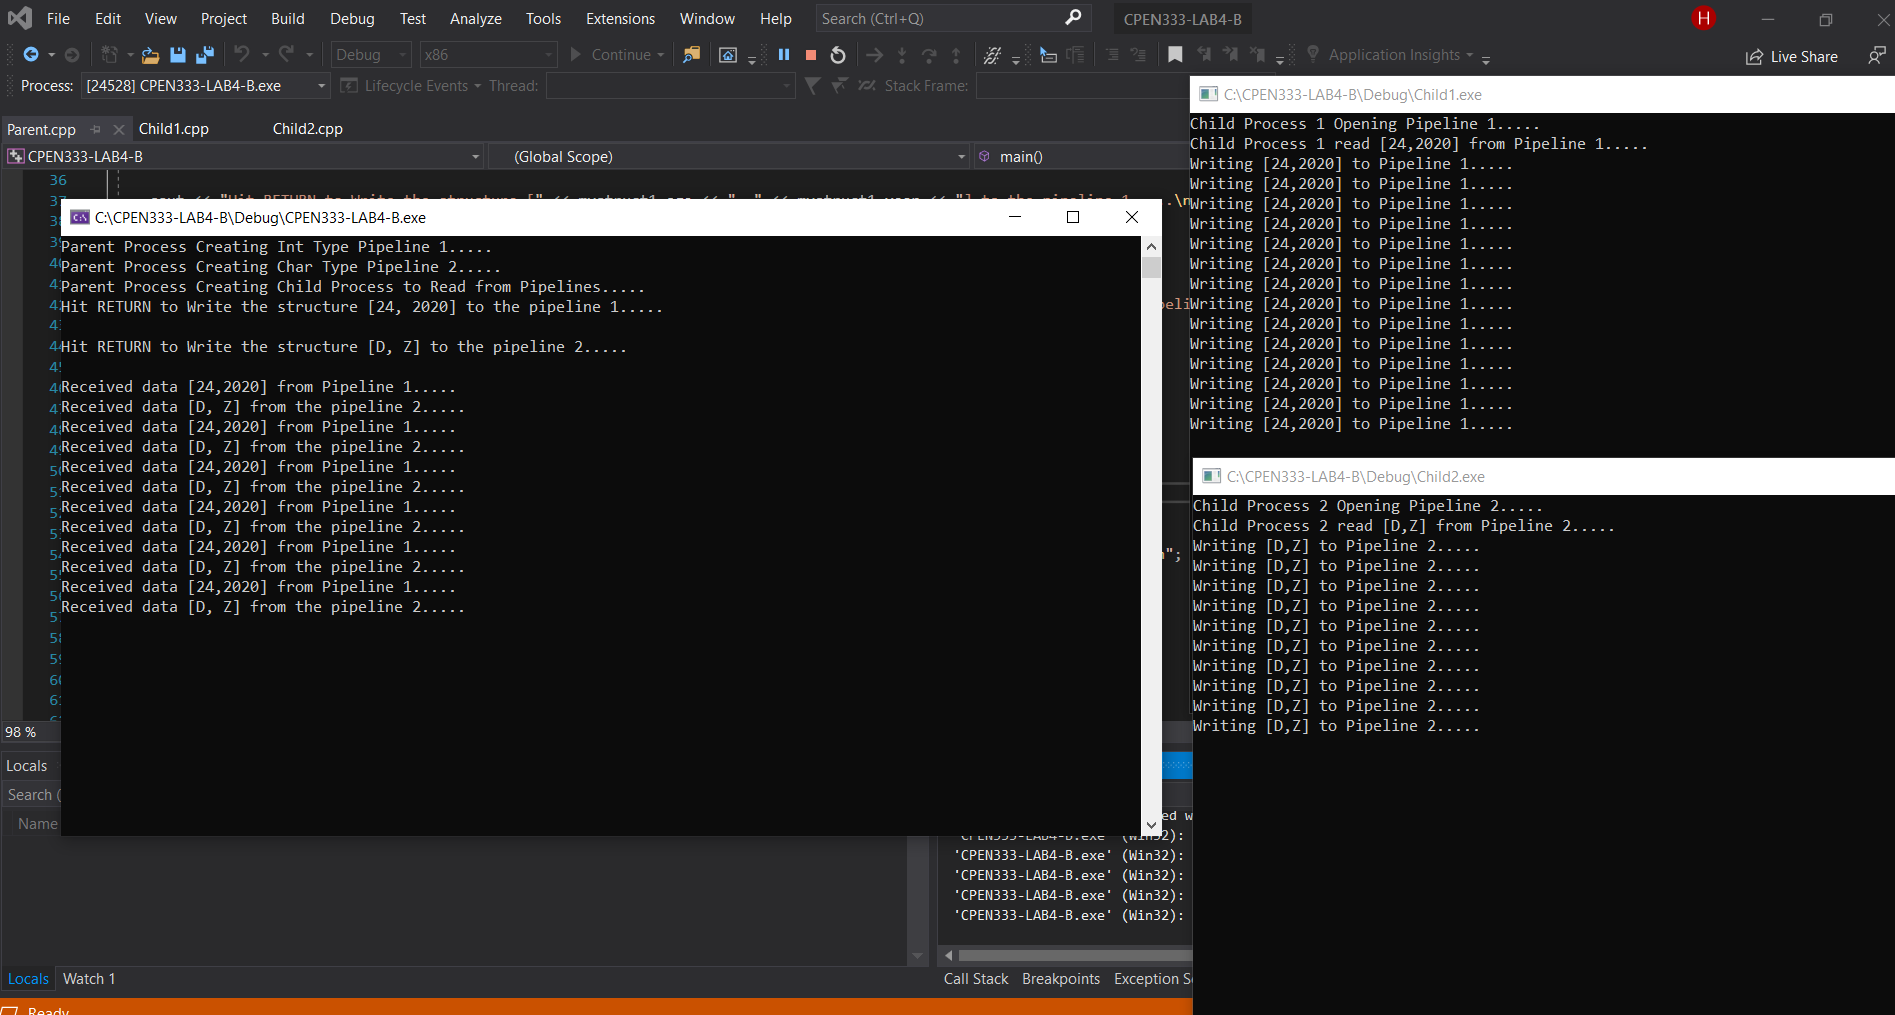 File Edit View Project Build Debug Test Analyze Tools Extensions Window Help Search (Ctrl+Q) CPEN333-LAB4-B H
Debug x86 Continue Application Insights Live Share
Process: [24528] CPEN333-LAB4-B.exe Lifecycle Events Thread: Stack Frame:
Parent.cpp Child1.cpp Child2.cpp
CPEN333-LAB4-B (Global Scope) main()
36
C:\CPEN333-LAB4-B\Debug\CPEN333-LAB4-B.exe
Parent Process Creating Int Type Pipeline 1.....
Parent Process Creating Char Type Pipeline 2.....
Parent Process Creating Child Process to Read from Pipelines.....
Hit RETURN to Write the structure [24, 2020] to the pipeline 1.....
Hit RETURN to Write the structure [D, Z] to the pipeline 2.....
Received data [24,2020] from Pipeline 1.....
Received data [D, Z] from the pipeline 2.....
Received data [24,2020] from Pipeline 1.....
Received data [D, Z] from the pipeline 2.....
Received data [24,2020] from Pipeline 1.....
Received data [D, Z] from the pipeline 2.....
Received data [24,2020] from Pipeline 1.....
Received data [D, Z] from the pipeline 2.....
Received data [24,2020] from Pipeline 1.....
Received data [D, Z] from the pipeline 2.....
Received data [24,2020] from Pipeline 1.....
Received data [D, Z] from the pipeline 2.....
C:\CPEN333-LAB4-B\Debug\Child1.exe
Child Process 1 Opening Pipeline 1.....
Child Process 1 read [24,2020] from Pipeline 1.....
Writing [24,2020] to Pipeline 1.....
Writing [24,2020] to Pipeline 1.....
Writing [24,2020] to Pipeline 1.....
Writing [24,2020] to Pipeline 1.....
Writing [24,2020] to Pipeline 1.....
Writing [24,2020] to Pipeline 1.....
Writing [24,2020] to Pipeline 1.....
Writing [24,2020] to Pipeline 1.....
Writing [24,2020] to Pipeline 1.....
Writing [24,2020] to Pipeline 1.....
Writing [24,2020] to Pipeline 1.....
Writing [24,2020] to Pipeline 1.....
Writing [24,2020] to Pipeline 1.....
Writing [24,2020] to Pipeline 1.....
C:\CPEN333-LAB4-B\Debug\Child2.exe
Child Process 2 Opening Pipeline 2.....
Child Process 2 read [D,Z] from Pipeline 2.....
Writing [D,Z] to Pipeline 2.....
Writing [D,Z] to Pipeline 2.....
Writing [D,Z] to Pipeline 2.....
Writing [D,Z] to Pipeline 2.....
Writing [D,Z] to Pipeline 2.....
Writing [D,Z] to Pipeline 2.....
Writing [D,Z] to Pipeline 2.....
Writing [D,Z] to Pipeline 2.....
Writing [D,Z] to Pipeline 2.....
Writing [D,Z] to Pipeline 2.....
58
98 %
Locals
Search (
Name
'CPEN333-LAB4-B.exe' (Win32):
'CPEN333-LAB4-B.exe' (Win32):
'CPEN333-LAB4-B.exe' (Win32):
'CPEN333-LAB4-B.exe' (Win32):
'CPEN333-LAB4-B.exe' (Win32):
Locals Watch 1 Call Stack Breakpoints Exception
Ready